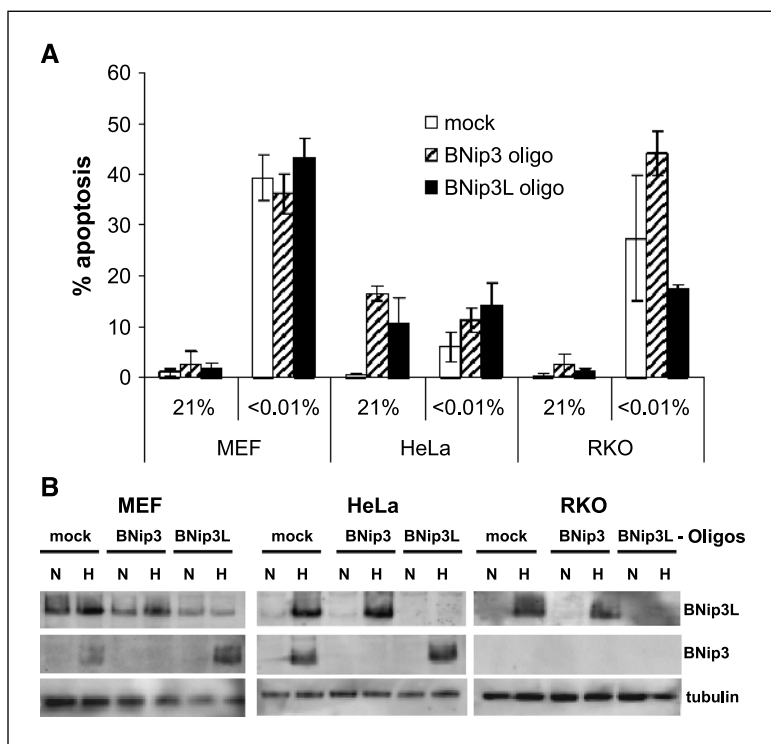 A
% apoptosis
60
50
40
30
20
10
0
mock
BNip3 oligo
BNip3L oligo
21% <0.01% 21% <0.01% 21% <0.01%
MEF HeLa RKO
B
MEF HeLa RKO
mock BNip3 BNip3L mock BNip3 BNip3L mock BNip3 BNip3L - Oligos
N H N H N H N H N H N H N H N H N H
BNip3L
BNip3
tubulin